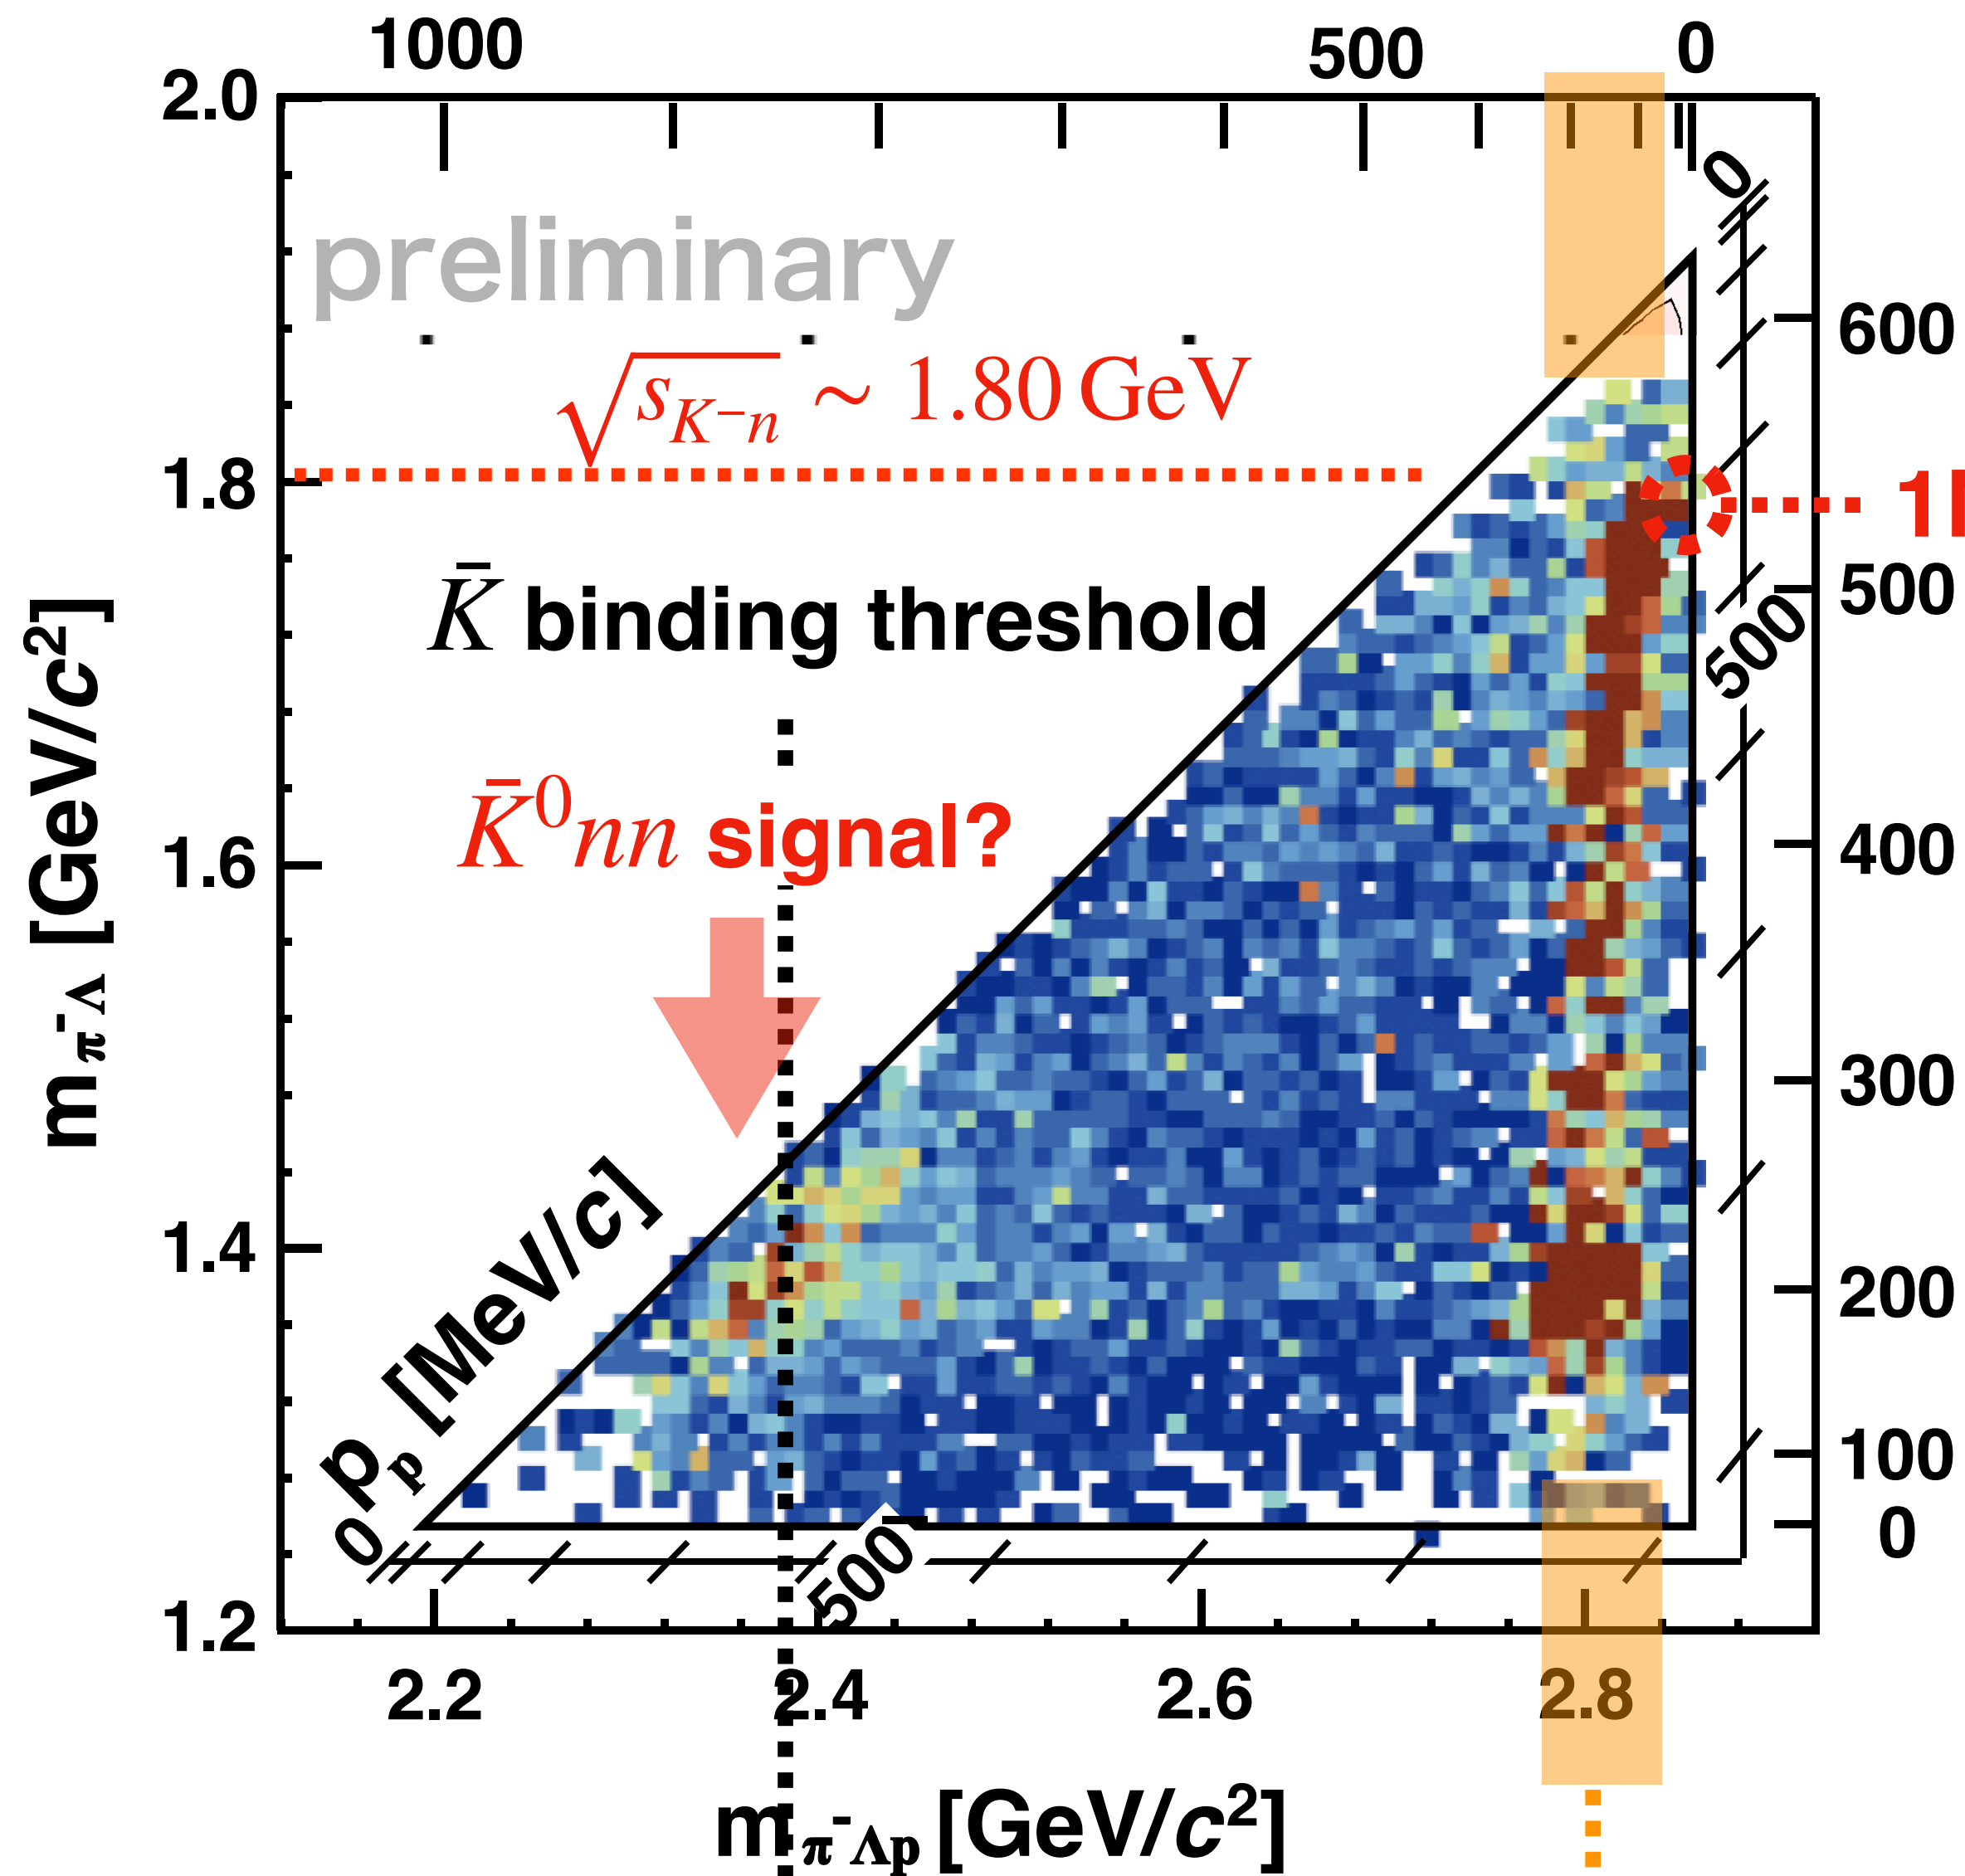 1000 500 0
2.0
0
preliminary
600
√s_{K⁻n} ~ 1.80 GeV
1.8
K̄ binding threshold
500
500
m_{π⁻Λ} [GeV/c²]
K̄⁰nn signal?
1.6
400
300
1.4
200
p_p [MeV/c]
100
0
0
500
1.2
2.2 2.4 2.6 2.8
m_{π⁻Λp} [GeV/c²]